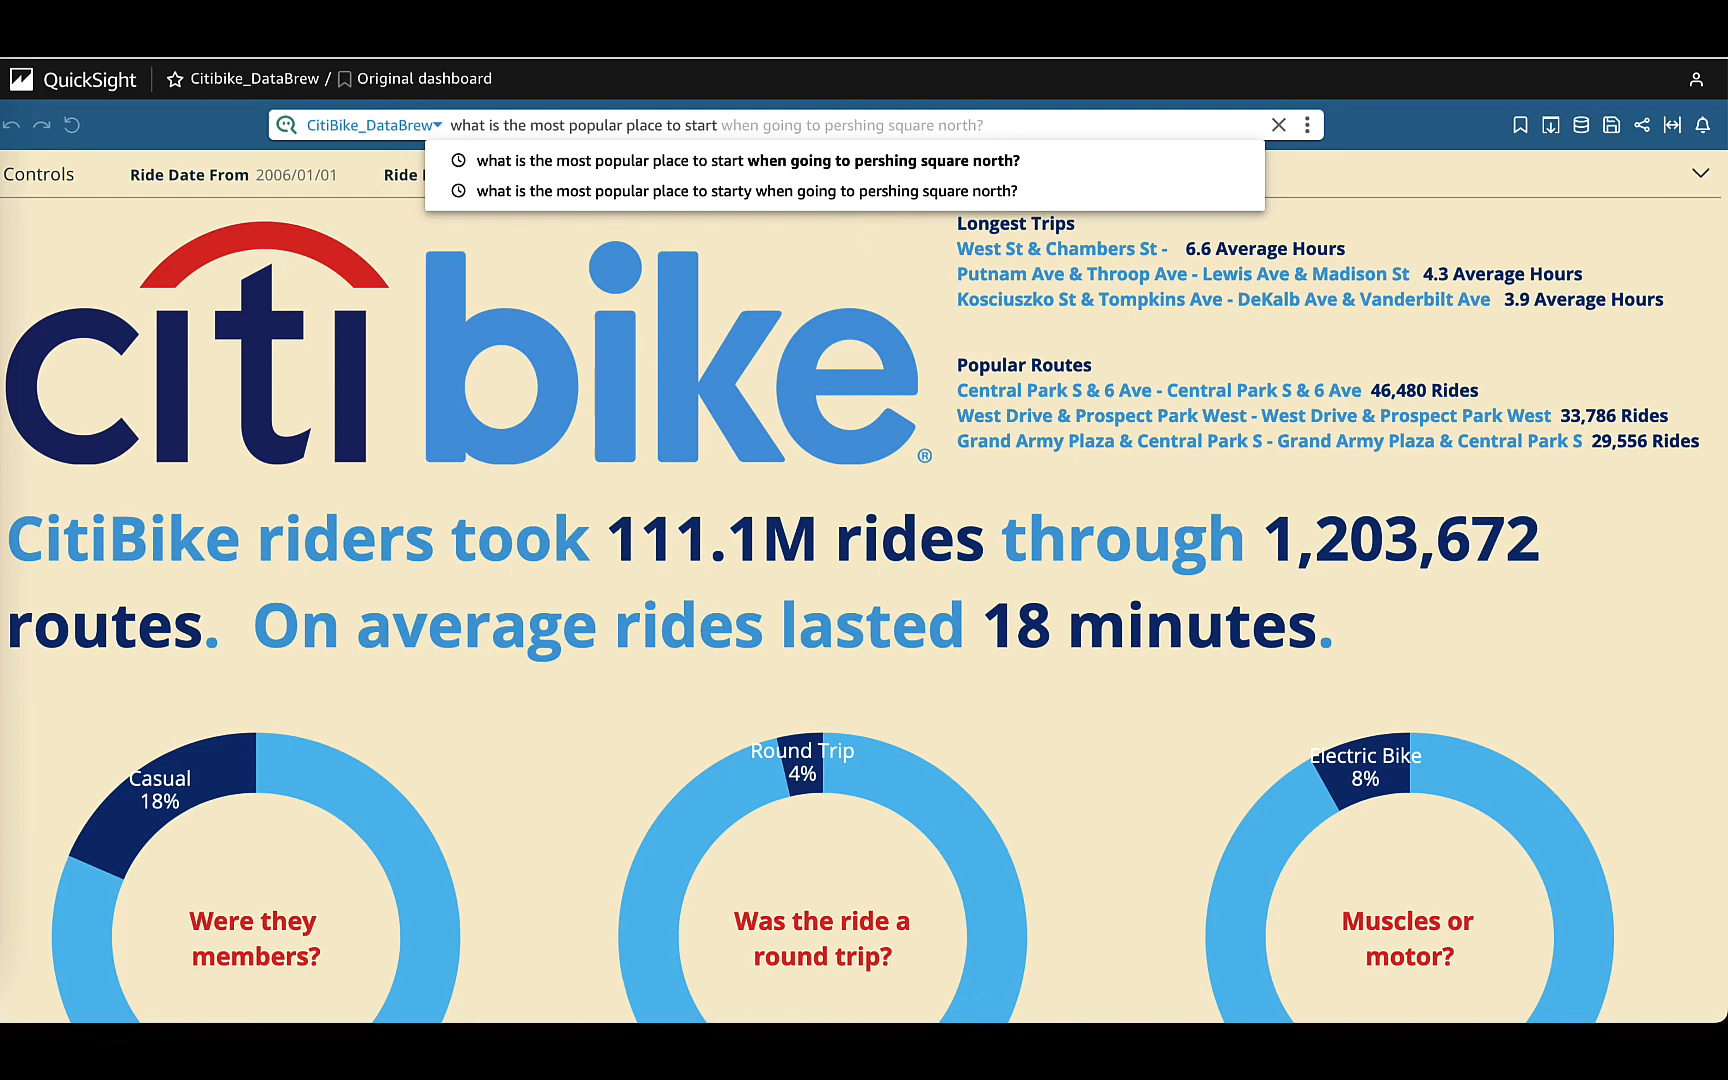 QuickSight
Citibike_DataBrew / Original dashboard
CitiBike_DataBrew what is the most popular place to start when going to pershing square north?
what is the most popular place to start when going to pershing square north?
what is the most popular place to starty when going to pershing square north?
Controls
Ride Date From 2006/01/01
Ride
citi bike®
Longest Trips
West St & Chambers St - 6.6 Average Hours
Putnam Ave & Throop Ave - Lewis Ave & Madison St 4.3 Average Hours
Kosciuszko St & Tompkins Ave - DeKalb Ave & Vanderbilt Ave 3.9 Average Hours
Popular Routes
Central Park S & 6 Ave - Central Park S & 6 Ave 46,480 Rides
West Drive & Prospect Park West - West Drive & Prospect Park West 33,786 Rides
Grand Army Plaza & Central Park S - Grand Army Plaza & Central Park S 29,556 Rides
CitiBike riders took 111.1M rides through 1,203,672
routes. On average rides lasted 18 minutes.
Casual
18%
Were they
members?
Round Trip
4%
Was the ride a
round trip?
Electric Bike
8%
Muscles or
motor?